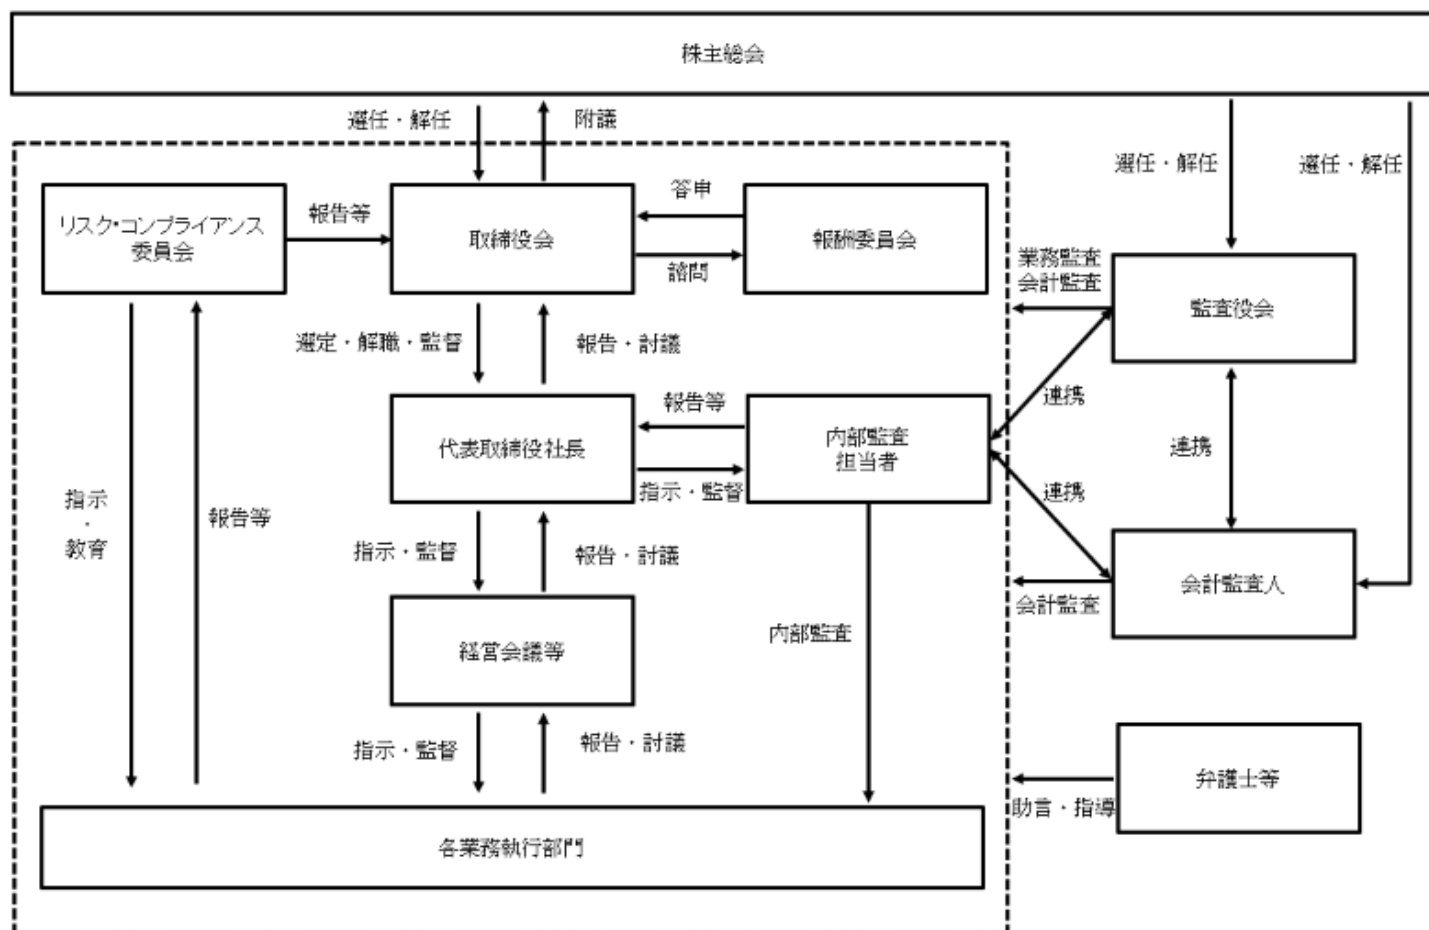 株主総会
選任・解任
附議
選任・解任
選任・解任
リスク・コンプライアンス
委員会
報告等
取締役会
答申
諮問
報酬委員会
業務監査
会計監査
監査役会
選定・解職・監督
報告・討議
連携
代表取締役社長
報告等
指示・監督
内部監査
担当者
連携
連携
指示
・
教育
報告等
指示・監督
報告・討議
会計監査
会計監査人
経営会議等
内部監査
指示・監督
報告・討議
助言・指導
弁護士等
各業務執行部門